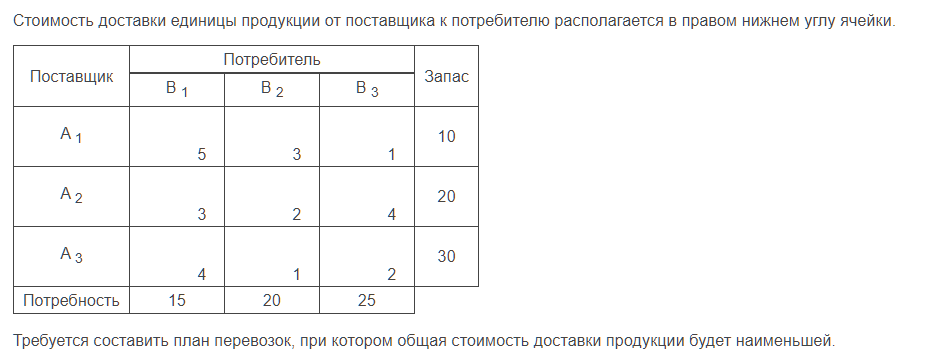 Стоимость доставки единицы продукции от поставщика к потребителю располагается в правом нижнем углу ячейки.
Поставщик Потребитель Запас
B 1 B 2 B 3
A 1 5 3 1 10
A 2 3 2 4 20
A 3 4 1 2 30
Потребность 15 20 25
Требуется составить план перевозок, при котором общая стоимость доставки продукции будет наименьшей.